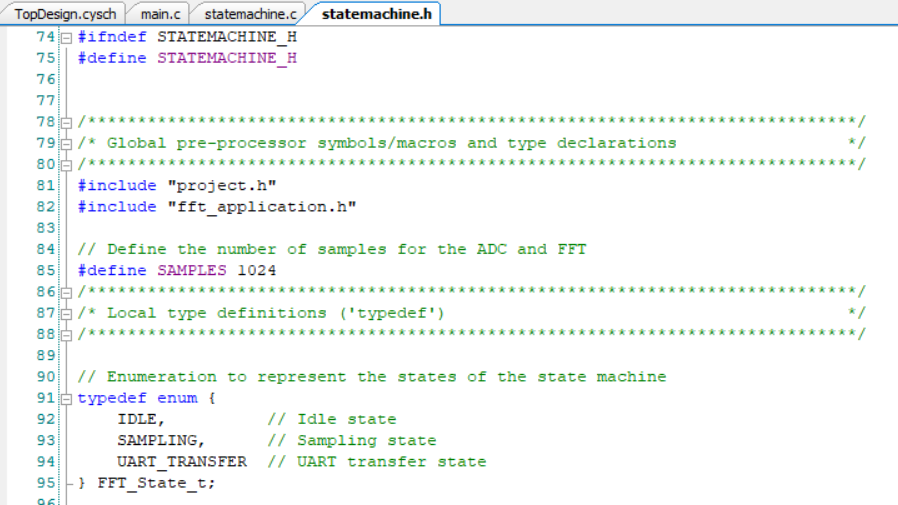 TopDesign.cysch main.c statemachine.c statemachine.h
74 #ifndef STATEMACHINE_H
75 #define STATEMACHINE_H
76
77
78 /*****************************************************************************/
79 /* Global pre-processor symbols/macros and type declarations                 */
80 /*****************************************************************************/
81 #include "project.h"
82 #include "fft_application.h"
83
84 // Define the number of samples for the ADC and FFT
85 #define SAMPLES 1024
86 /*****************************************************************************/
87 /* Local type definitions ('typedef')                                        */
88 /*****************************************************************************/
89
90 // Enumeration to represent the states of the state machine
91 typedef enum {
92     IDLE,          // Idle state
93     SAMPLING,      // Sampling state
94     UART_TRANSFER  // UART transfer state
95 } FFT_State_t;
96